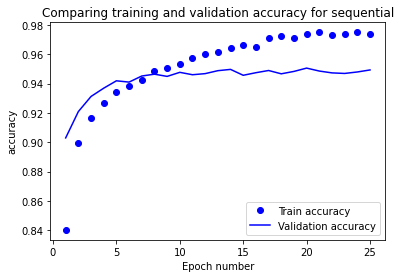 Comparing training and validation accuracy for sequential
0.98
0.96
0.94
0.92
0.90
0.88
0.86
0.84
accuracy
0
5
10
15
20
25
Epoch number
Train accuracy
Validation accuracy